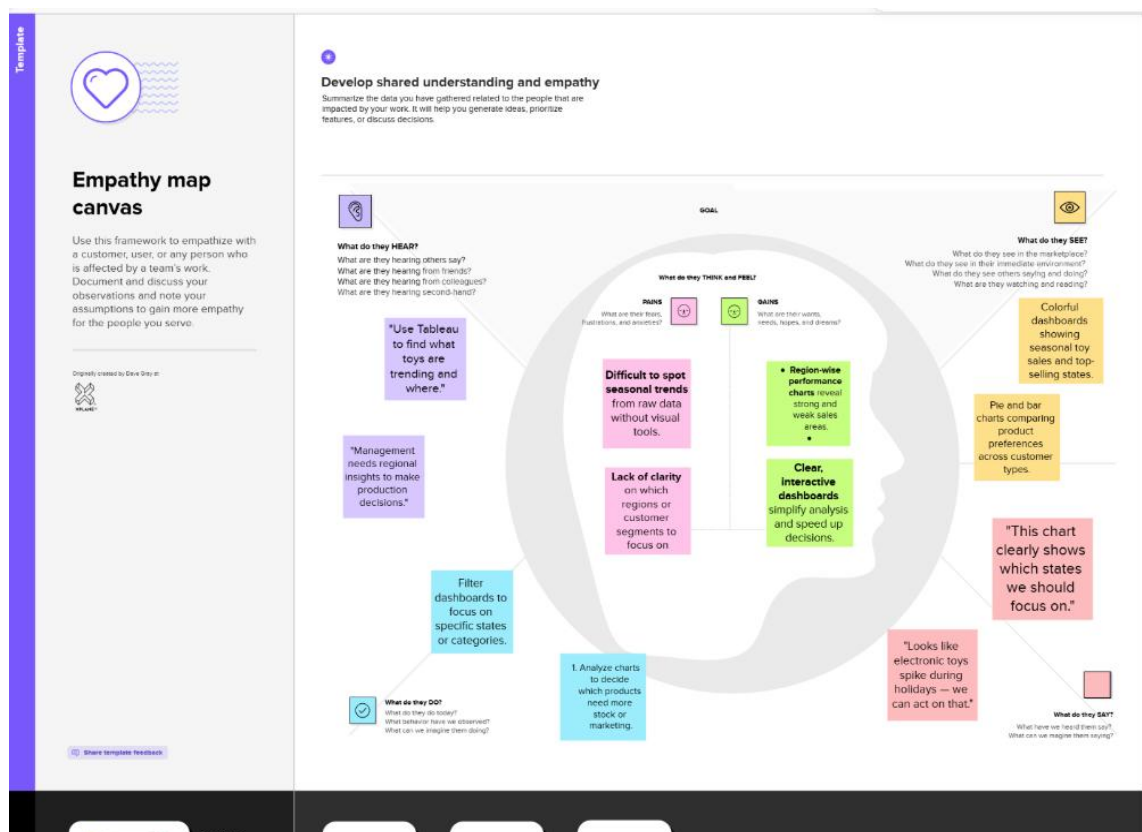 Template
Empathy map
canvas
Use this framework to empathize with
a customer, user, or any person who
is affected by a team's work.
Document and discuss your
observations and note your
assumptions to gain more empathy
for the people you serve.
Originally created by Dave Gray at
XPLANE
Share template feedback
Develop shared understanding and empathy
Summarize the data you have gathered related to the people that are
impacted by your work. It will help you generate ideas, prioritize
features, or discuss decisions.
What do they HEAR?
What are they hearing others say?
What are they hearing from friends?
What are they hearing from colleagues?
What are they hearing second-hand?
"Use Tableau
to find what
toys are
trending and
where."
"Management
needs regional
insights to make
production
decisions."
GOAL
What do they THINK and FEEL?
PAINS
What are their fears,
frustrations, and anxieties?
GAINS
What are their wants,
needs, hopes, and dreams?
Difficult to spot
seasonal trends
from raw data
without visual
tools.
Lack of clarity
on which
regions or
customer
segments to
focus on
• Region-wise
performance
charts reveal
strong and
weak sales
areas.
•
Clear,
interactive
dashboards
simplify analysis
and speed up
decisions.
What do they SEE?
What do they see in the marketplace?
What do they see in their immediate environment?
What do they see others saying and doing?
What are they watching and reading?
Colorful
dashboards
showing
seasonal toy
sales and top-
selling states.
Pie and bar
charts comparing
product
preferences
across customer
types.
Filter
dashboards to
focus on
specific states
or categories.
1. Analyze charts
to decide
which products
need more
stock or
marketing.
What do they DO?
What do they do today?
What behavior have we observed?
What can we imagine them doing?
"This chart
clearly shows
which states
we should
focus on."
"Looks like
electronic toys
spike during
holidays — we
can act on that."
What do they SAY?
What have we heard them say?
What can we imagine them saying?